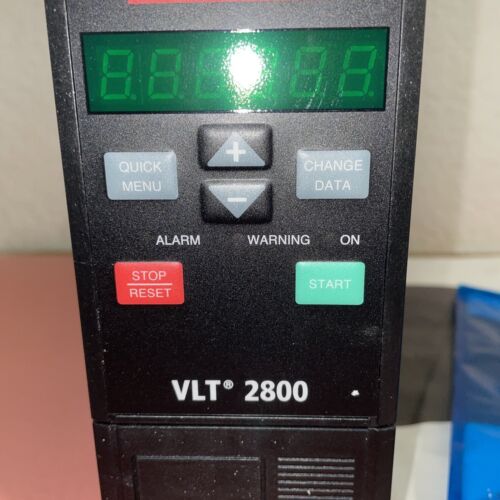 QUICK
MENU
+
-
CHANGE
DATA
ALARM WARNING ON
STOP
RESET
START
VLT® 2800